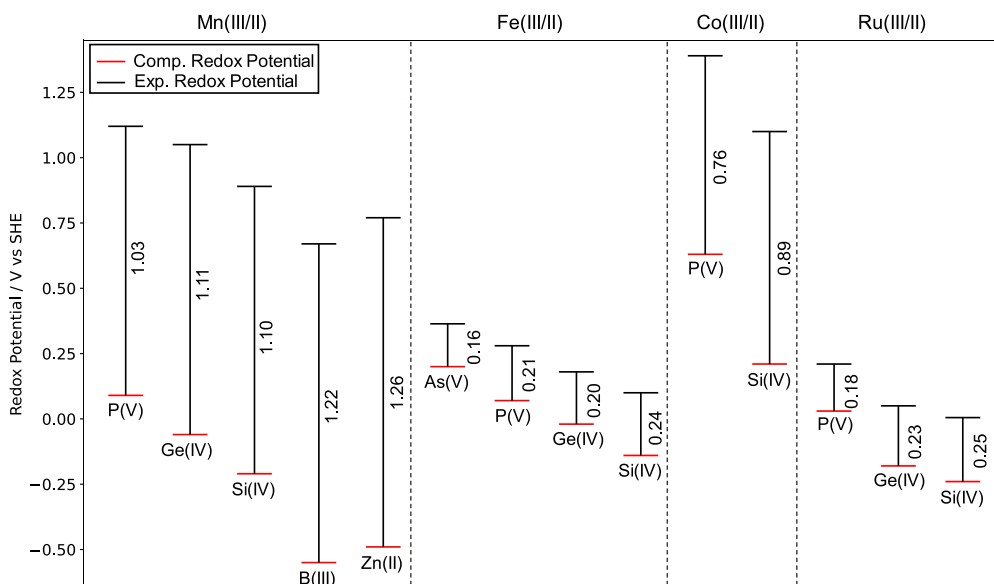 Mn(III/II) Fe(III/II) Co(III/II) Ru(III/II)
Comp. Redox Potential
Exp. Redox Potential
Redox Potential / V vs SHE
1.25
1.00
0.75
0.50
0.25
0.00
−0.25
−0.50
1.03
P(V)
1.11
Ge(IV)
1.10
Si(IV)
1.22
B(III)
1.26
Zn(II)
0.16
As(V)
0.21
P(V)
0.20
Ge(IV)
0.24
Si(IV)
0.76
P(V)
0.89
Si(IV)
0.18
P(V)
0.23
Ge(IV)
0.25
Si(IV)